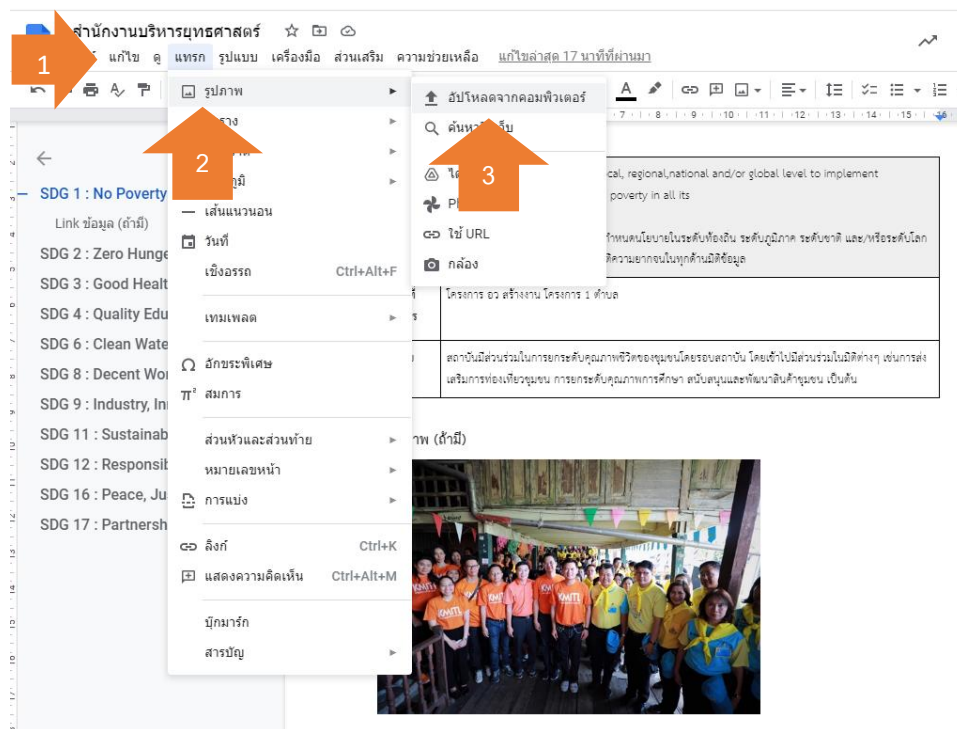 สำนักงานบริหารยุทธศาสตร์
แก้ไข ดู แทรก รูปแบบ เครื่องมือ ส่วนเสริม ความช่วยเหลือ แก้ไขล่าสุด 17 นาทีที่ผ่านมา
1
รูปภาพ
อัปโหลดจากคอมพิวเตอร์
2
3
ใช้ URL
กล้อง
เส้นแนวนอน
วันที่
เชิงอรรถ Ctrl+Alt+F
เทมเพลต
อักขระพิเศษ
สมการ
ส่วนหัวและส่วนท้าย
หมายเลขหน้า
การแบ่ง
ลิงก์ Ctrl+K
แสดงความคิดเห็น Ctrl+Alt+M
บุ๊กมาร์ก
สารบัญ
SDG 1 : No Poverty
Link ข้อมูล (ถ้ามี)
SDG 2 : Zero Hunge
SDG 3 : Good Healt
SDG 4 : Quality Edu
SDG 6 : Clean Wate
SDG 8 : Decent Wor
SDG 9 : Industry, In
SDG 11 : Sustainab
SDG 12 : Responsib
SDG 16 : Peace, Ju
SDG 17 : Partnersh
7 8 9 10 11 12 13 14 15 16
cal, regional,national and/or global level to implement
poverty in all its
กำหนดนโยบายในระดับท้องถิ่น ระดับภูมิภาค ระดับชาติ และ/หรือระดับโลก
ความยากจนในทุกด้านมิติข้อมูล
โครงการ อว สร้างงาน โครงการ 1 ตำบล
สถาบันมีส่วนร่วมในการยกระดับคุณภาพชีวิตของชุมชนโดยรอบสถาบัน โดยเข้าไปมีส่วนร่วมในมิติต่างๆ เช่นการส่ง
เสริมการท่องเที่ยวชุมชน การยกระดับคุณภาพการศึกษา สนับสนุนและพัฒนาสินค้าชุมชน เป็นต้น
าพ (ถ้ามี)
KMITL